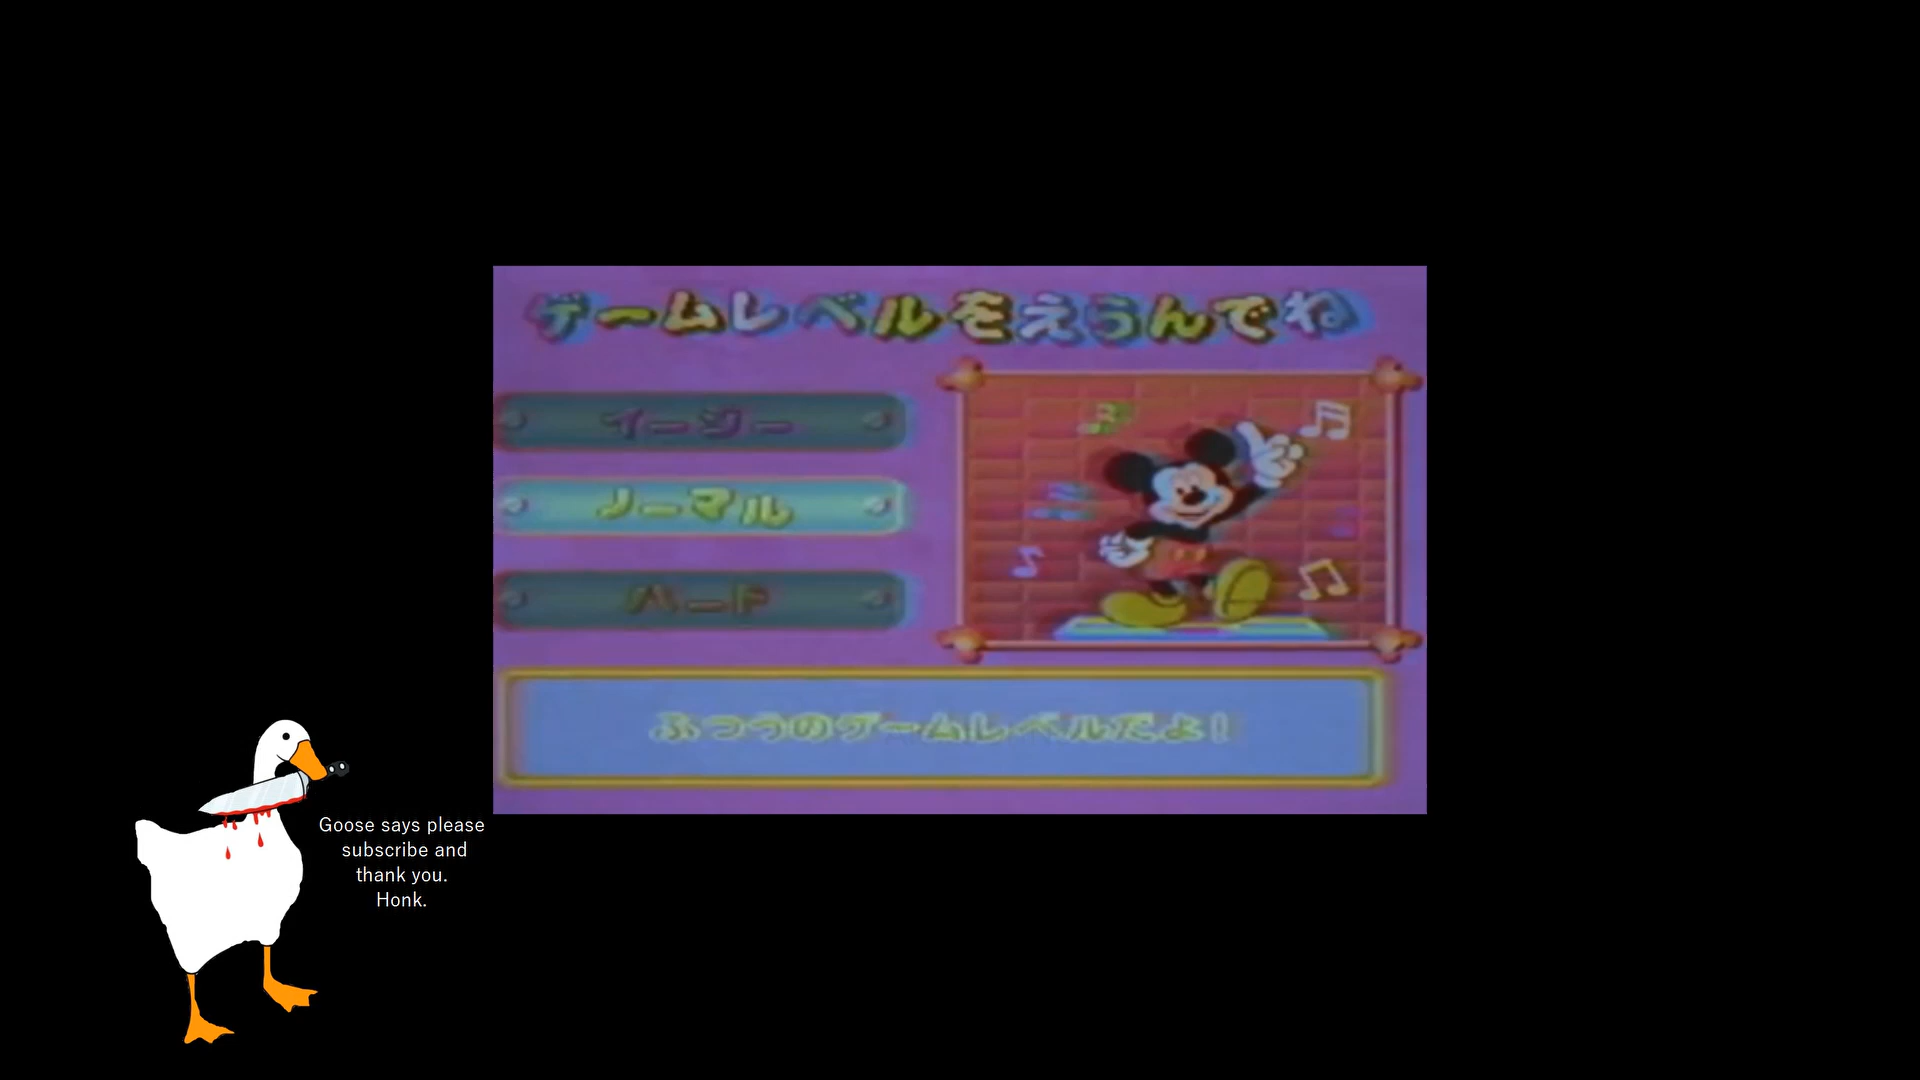 ゲームレベルをえらんでね
イージー
ノーマル
ハード
ふつうのゲームレベルだよ!
Goose says please
subscribe and
thank you.
Honk.